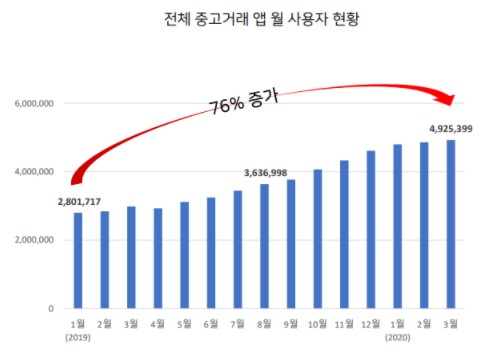 전체 중고거래 앱 월 사용자 현황
76% 증가
6,000,000
4,925,399
4,000,000
3,636,998
2,801,717
2,000,000
0
1월 2월 3월 4월 5월 6월 7월 8월 9월 10월 11월 12월 1월 2월 3월
(2019) (2020)